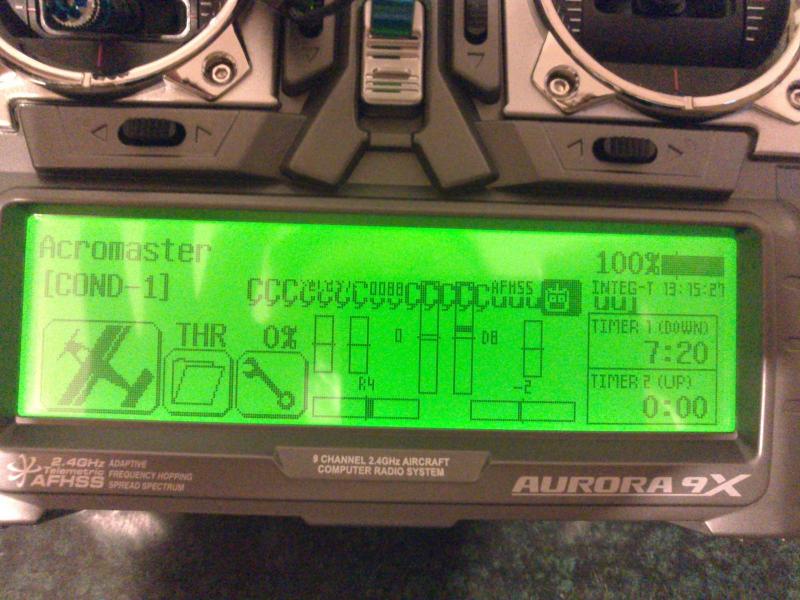 Acromaster
[COND-1]
100%
AFHSS
INTEG-T 13:15:27
THR 0%
D8
R4
-2
TIMER 1 (DOWN)
7:20
TIMER 2 (UP)
0:00
2.4GHz
Telemetric
AFHSS
ADAPTIVE
FREQUENCY HOPPING
SPREAD SPECTRUM
9 CHANNEL 2.4GHz AIRCRAFT
COMPUTER RADIO SYSTEM
AURORA 9X